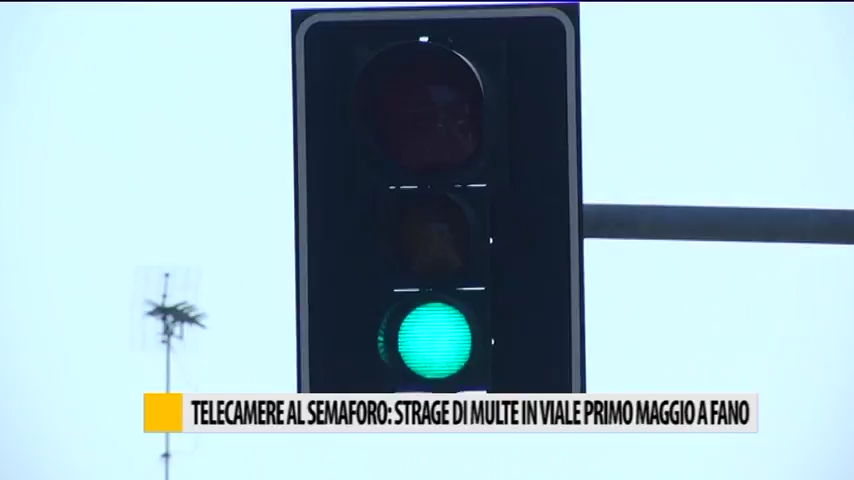 TELECAMERE AL SEMAFORO: STRAGE DI MULTE IN VIALE PRIMO MAGGIO A FANO